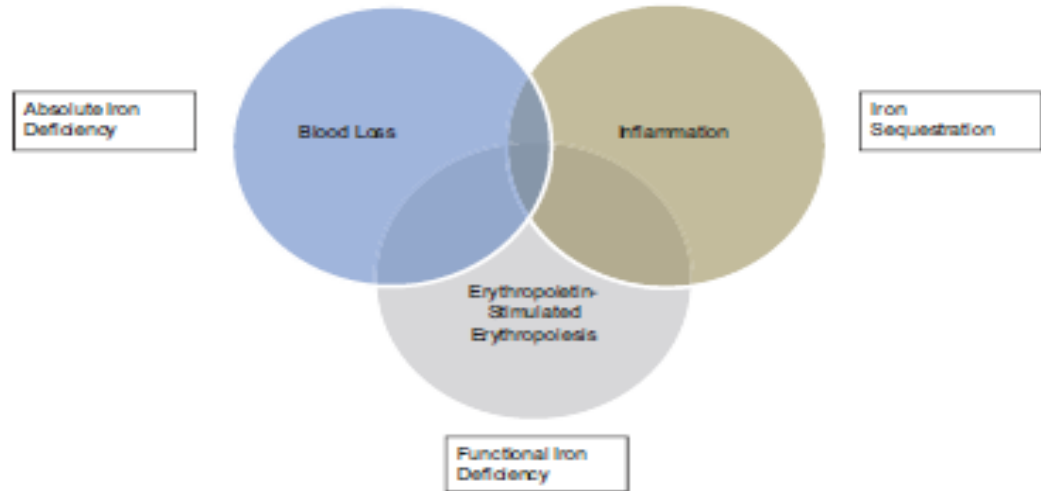 Absolute Iron
Deficiency
Blood Loss
Inflammation
Iron
Sequestration
Erythropoietin-
Stimulated
Erythropoiesis
Functional Iron
Deficiency